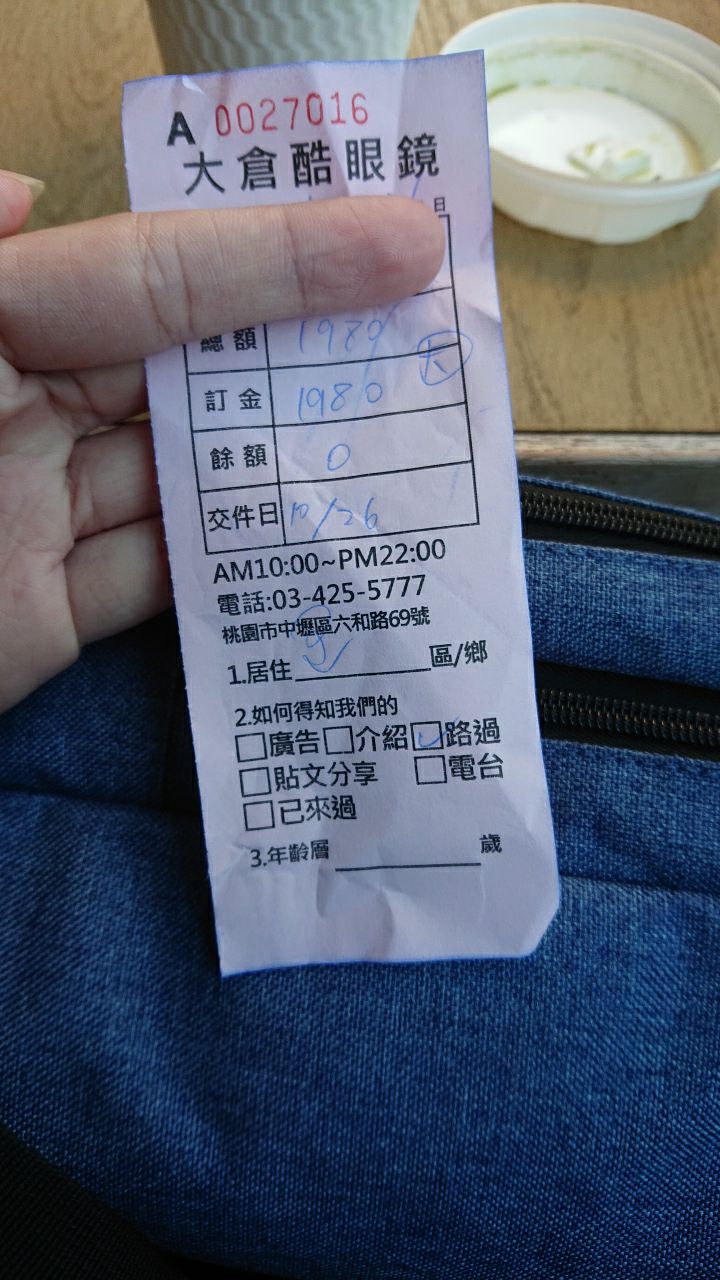 A 0027016
大倉酷眼鏡
日
總額 1980 卡
訂金 1980
餘額 0
交件日 10/26
AM10:00~PM22:00
電話:03-425-5777
桃園市中壢區六和路69號
1.居住 區/鄉
2.如何得知我們的
□廣告□介紹☑路過
□貼文分享 □電台
□已來過
3.年齡層 歲